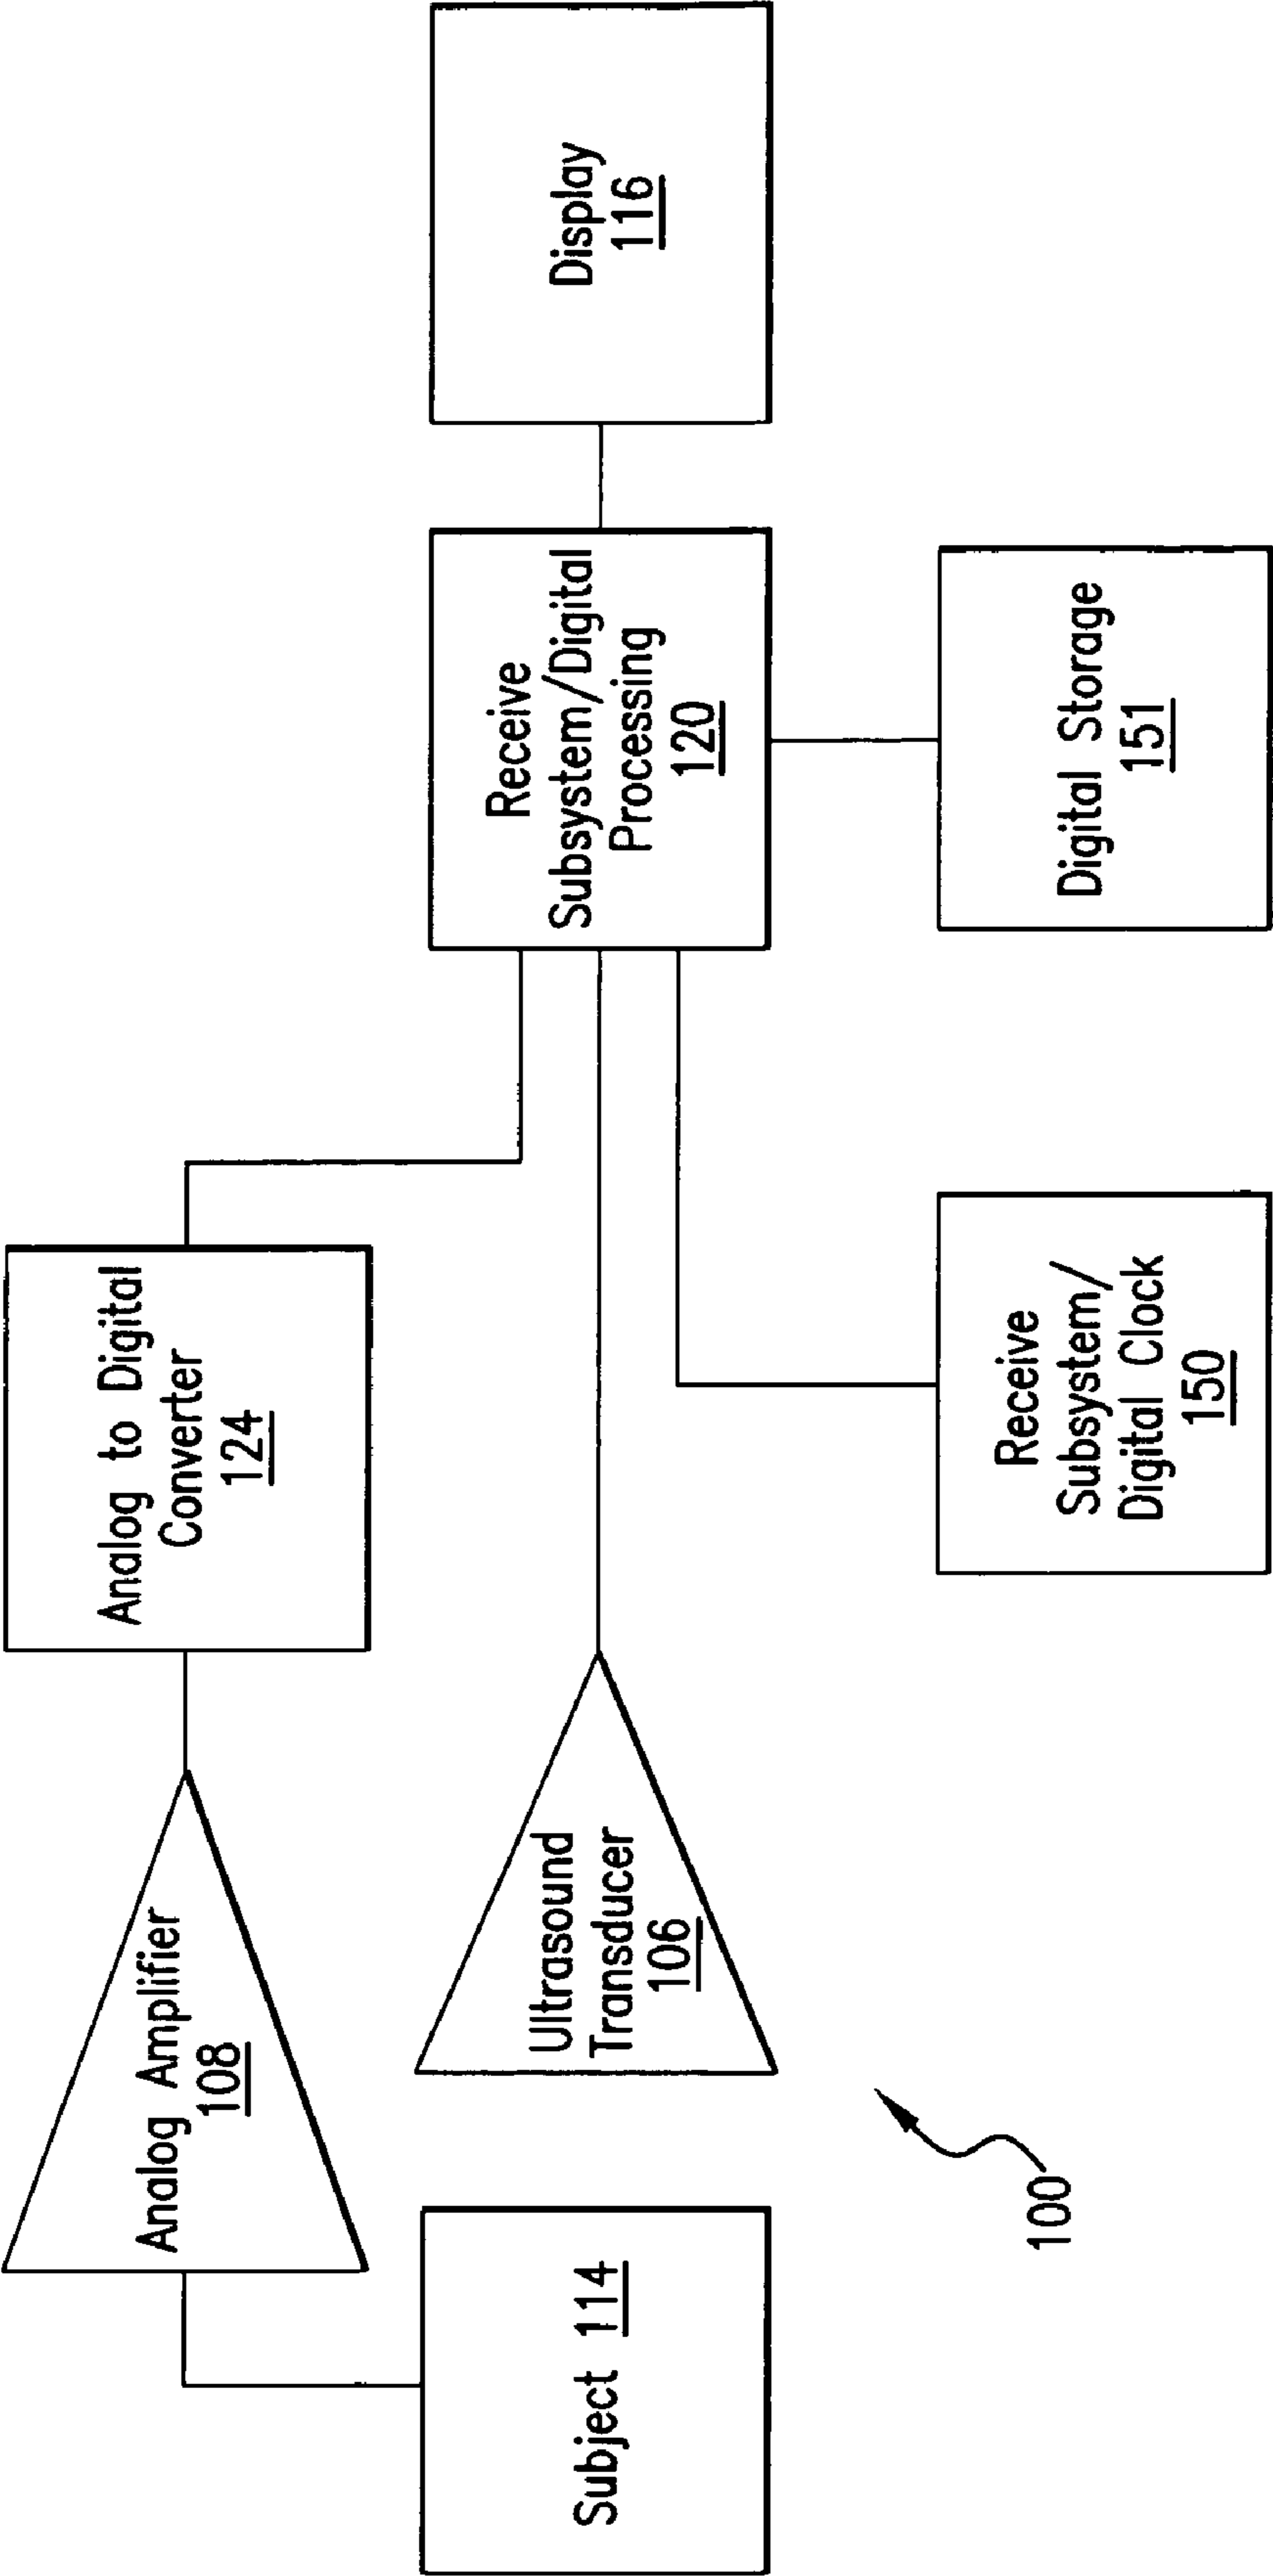 Analog Amplifier
108
Analog to Digital
Converter
124
Subject 114
Ultrasound
Transducer
106
Receive
Subsystem/Digital
Processing
120
Display
116
Receive
Subsystem/
Digital Clock
150
Digital Storage
151
100